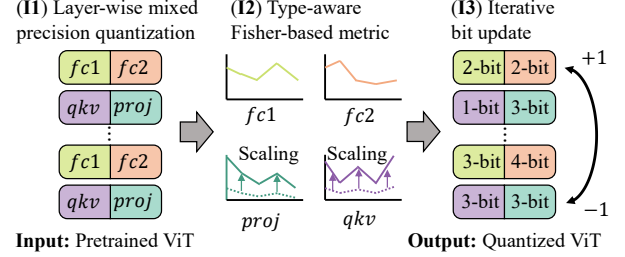 (I1) Layer-wise mixed
precision quantization
(I2) Type-aware
Fisher-based metric
(I3) Iterative
bit update
fc1 fc2
qkv proj
⋮
fc1 fc2
qkv proj
fc1
fc2
Scaling
Scaling
proj
qkv
2-bit 2-bit
1-bit 3-bit
⋮
3-bit 4-bit
3-bit 3-bit
+1
−1
Input: Pretrained ViT
Output: Quantized ViT